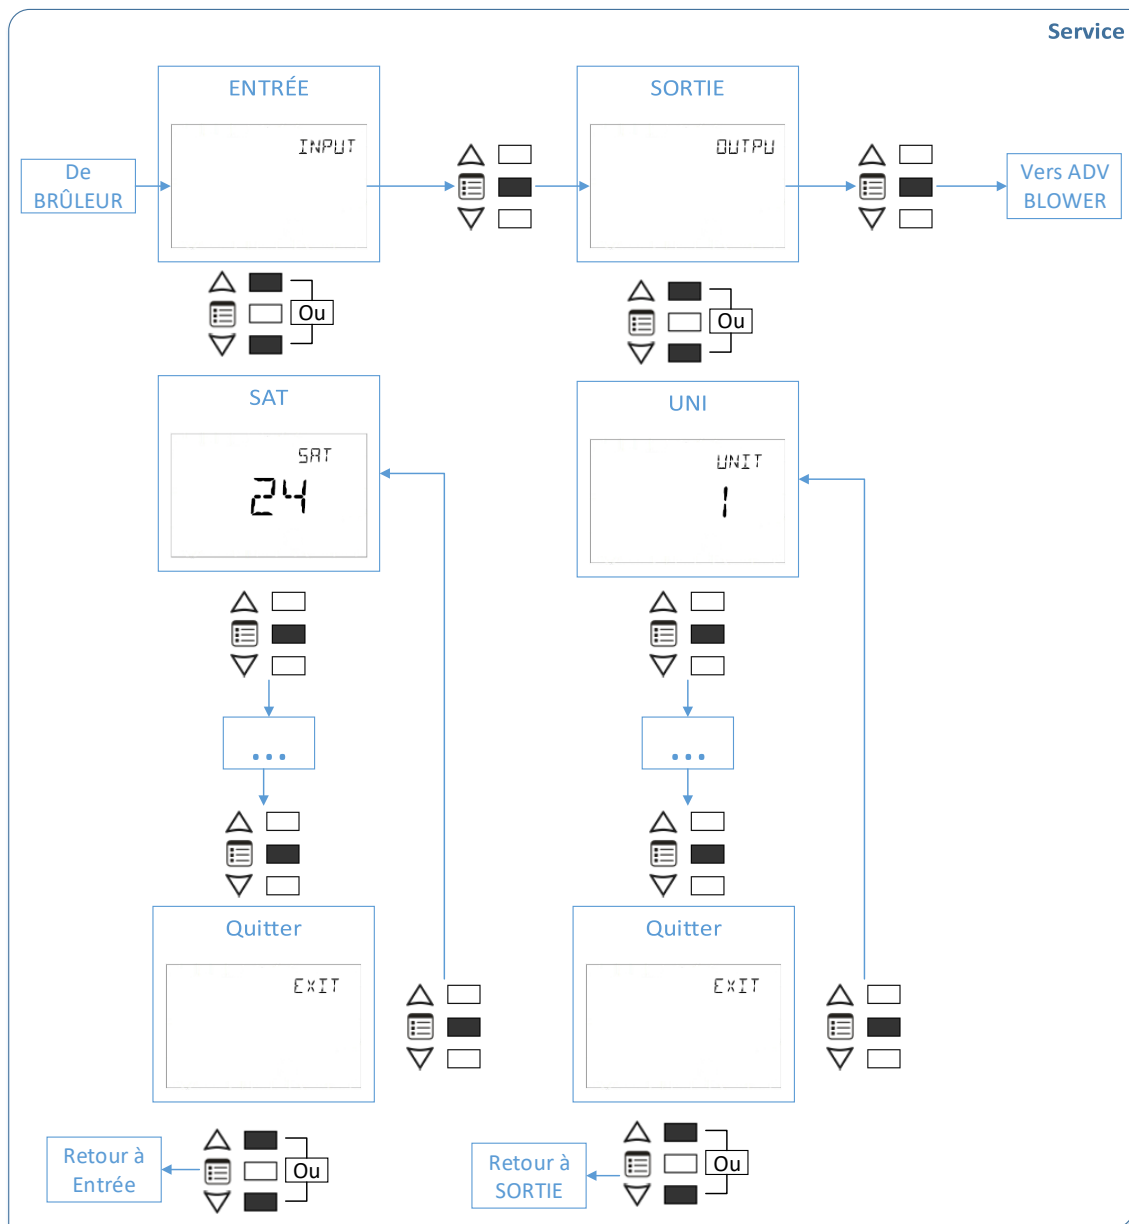 Service
ENTRÉE
SORTIE
INPUT
OUTPU
De
BRÛLEUR
Vers ADV
BLOWER
Ou
Ou
SAT
UNI
SAT
24
UNIT
1
...
...
Quitter
Quitter
EXIT
EXIT
Retour à
Entrée
Ou
Retour à
SORTIE
Ou